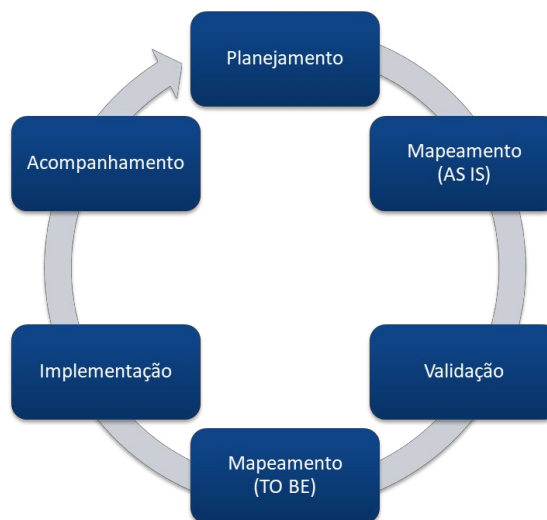 Planejamento
Mapeamento
(AS IS)
Validação
Mapeamento
(TO BE)
Implementação
Acompanhamento